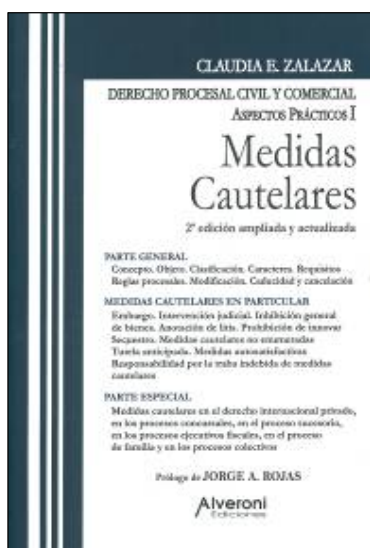 CLAUDIA E. ZALAZAR
DERECHO PROCESAL CIVIL Y COMERCIAL
ASPECTOS PRÁCTICOS I
Medidas
Cautelares
2ª edición ampliada y actualizada
PARTE GENERAL
Concepto. Objeto. Clasificación. Caracteres. Requisitos
Reglas procesales. Modificación. Caducidad y cancelación
MEDIDAS CAUTELARES EN PARTICULAR
Embargo. Intervención judicial. Inhibición general
de bienes. Anotación de litis. Prohibición de innovar
Secuestro. Medidas cautelares no enumeradas
Tutela anticipada. Medidas autosatisfactivas
Responsabilidad por la traba indebida de medidas
cautelares
PARTE ESPECIAL
Medidas cautelares en el derecho internacional privado,
en los procesos concursales, en el proceso sucesorio,
en los procesos ejecutivos fiscales, en el proceso
de familia y en los procesos colectivos
Prólogo de JORGE A. ROJAS
Alveroni
Ediciones